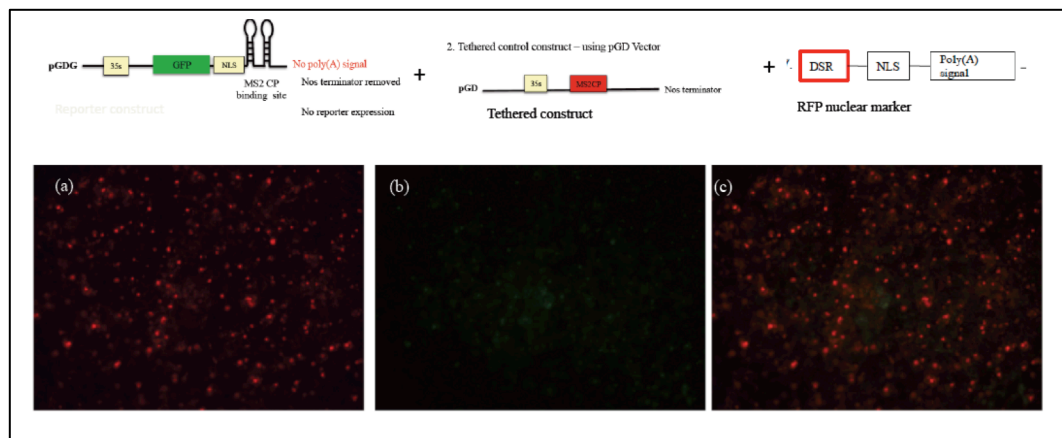 pGDG
35s
GFP
NLS
No poly(A) signal
MS2 CP
binding site
Nos terminator removed
No reporter expression
Reporter construct
+
2. Tethered control construct – using pGD Vector
pGD
35s
MS2CP
Nos terminator
Tethered construct
+
DSR
NLS
Poly(A)
signal
RFP nuclear marker
(a)
(b)
(c)